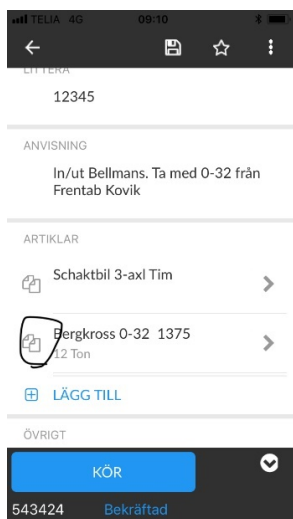 TELIA 4G 09:10
LITTERA
12345
ANVISNING
In/ut Bellmans. Ta med 0-32 från
Frentab Kovik
ARTIKLAR
Schaktbil 3-axl Tim
Bergkross 0-32 1375
12 Ton
LÄGG TILL
ÖVRIGT
KÖR
543424 Bekräftad